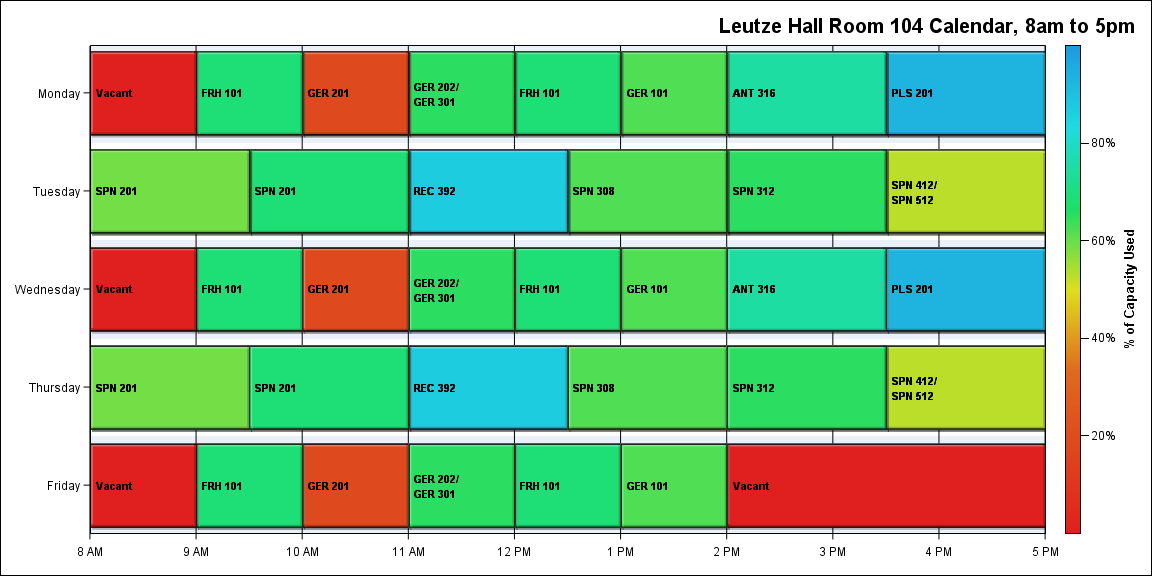 Leutze Hall Room 104 Calendar, 8am to 5pm
Monday
Vacant
FRH 101
GER 201
GER 202/
GER 301
FRH 101
GER 101
ANT 316
PLS 201
Tuesday
SPN 201
SPN 201
REC 392
SPN 308
SPN 312
SPN 412/
SPN 512
Wednesday
Vacant
FRH 101
GER 201
GER 202/
GER 301
FRH 101
GER 101
ANT 316
PLS 201
Thursday
SPN 201
SPN 201
REC 392
SPN 308
SPN 312
SPN 412/
SPN 512
Friday
Vacant
FRH 101
GER 201
GER 202/
GER 301
FRH 101
GER 101
Vacant
8 AM
9 AM
10 AM
11 AM
12 PM
1 PM
2 PM
3 PM
4 PM
5 PM
80%
60%
40%
20%
% of Capacity Used